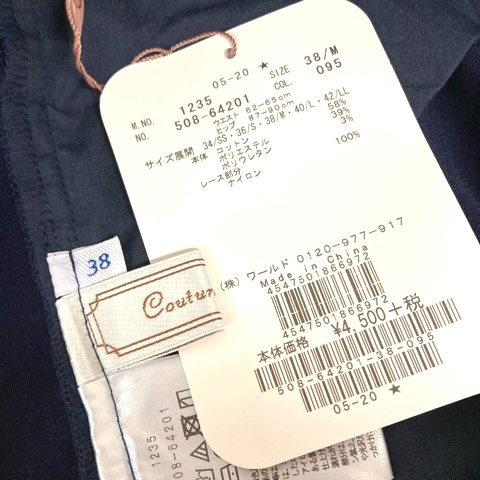 05-20 ★
M.NO. 1235 SIZE 38/M
NO. 508-64201 COL. 095
ウエスト 62-65cm
ヒップ 87-90cm
サイズ展開 34/SS・36/S・38/M・40/L・42/LL
本体 コットン 58%
ポリエステル 39%
ポリウレタン 3%
レース部分
ナイロン 100%
(株) ワールド 0120-977-917
Made in China
4547501866972
4547501866972
本体価格 ¥4,500+税
508-64201-38-095
05-20 ★
38
Coutur
1235
508-64201